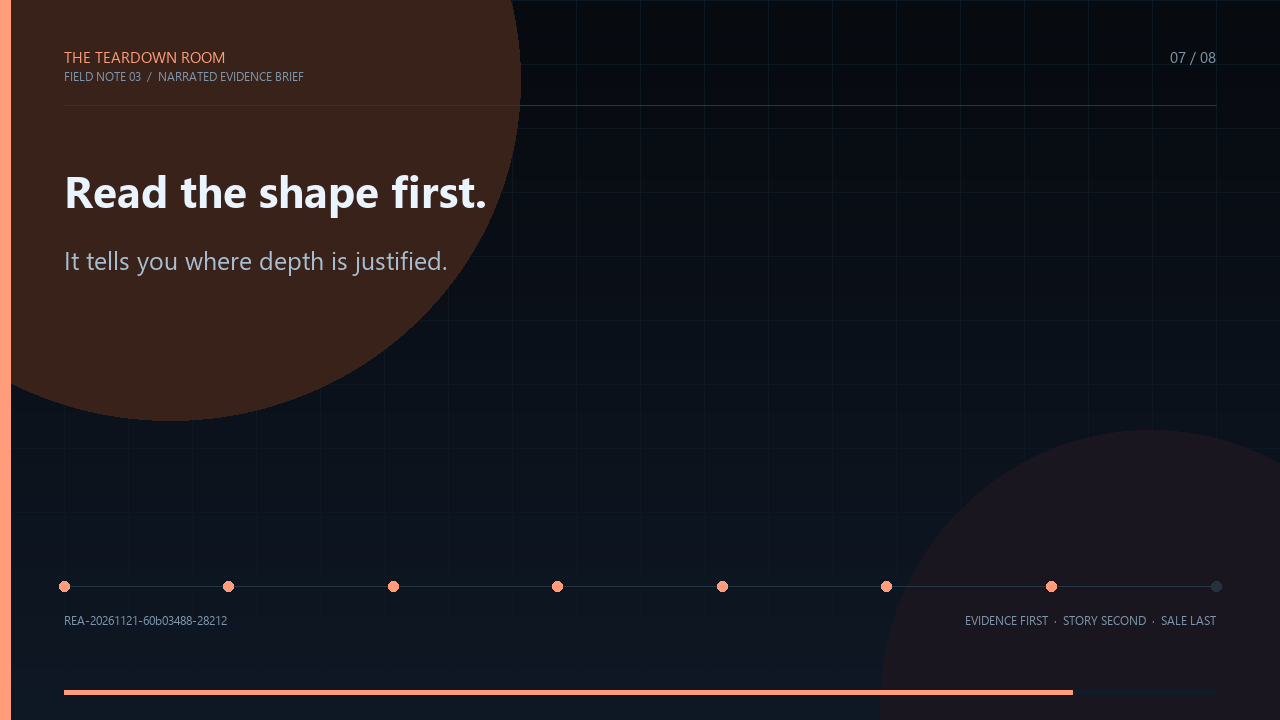 THE TEARDOWN ROOM
07 / 08
FIELD NOTE 03 / NARRATED EVIDENCE BRIEF
Read the shape first.
It tells you where depth is justified.
REA-20261121-60b03488-28212
EVIDENCE FIRST · STORY SECOND · SALE LAST